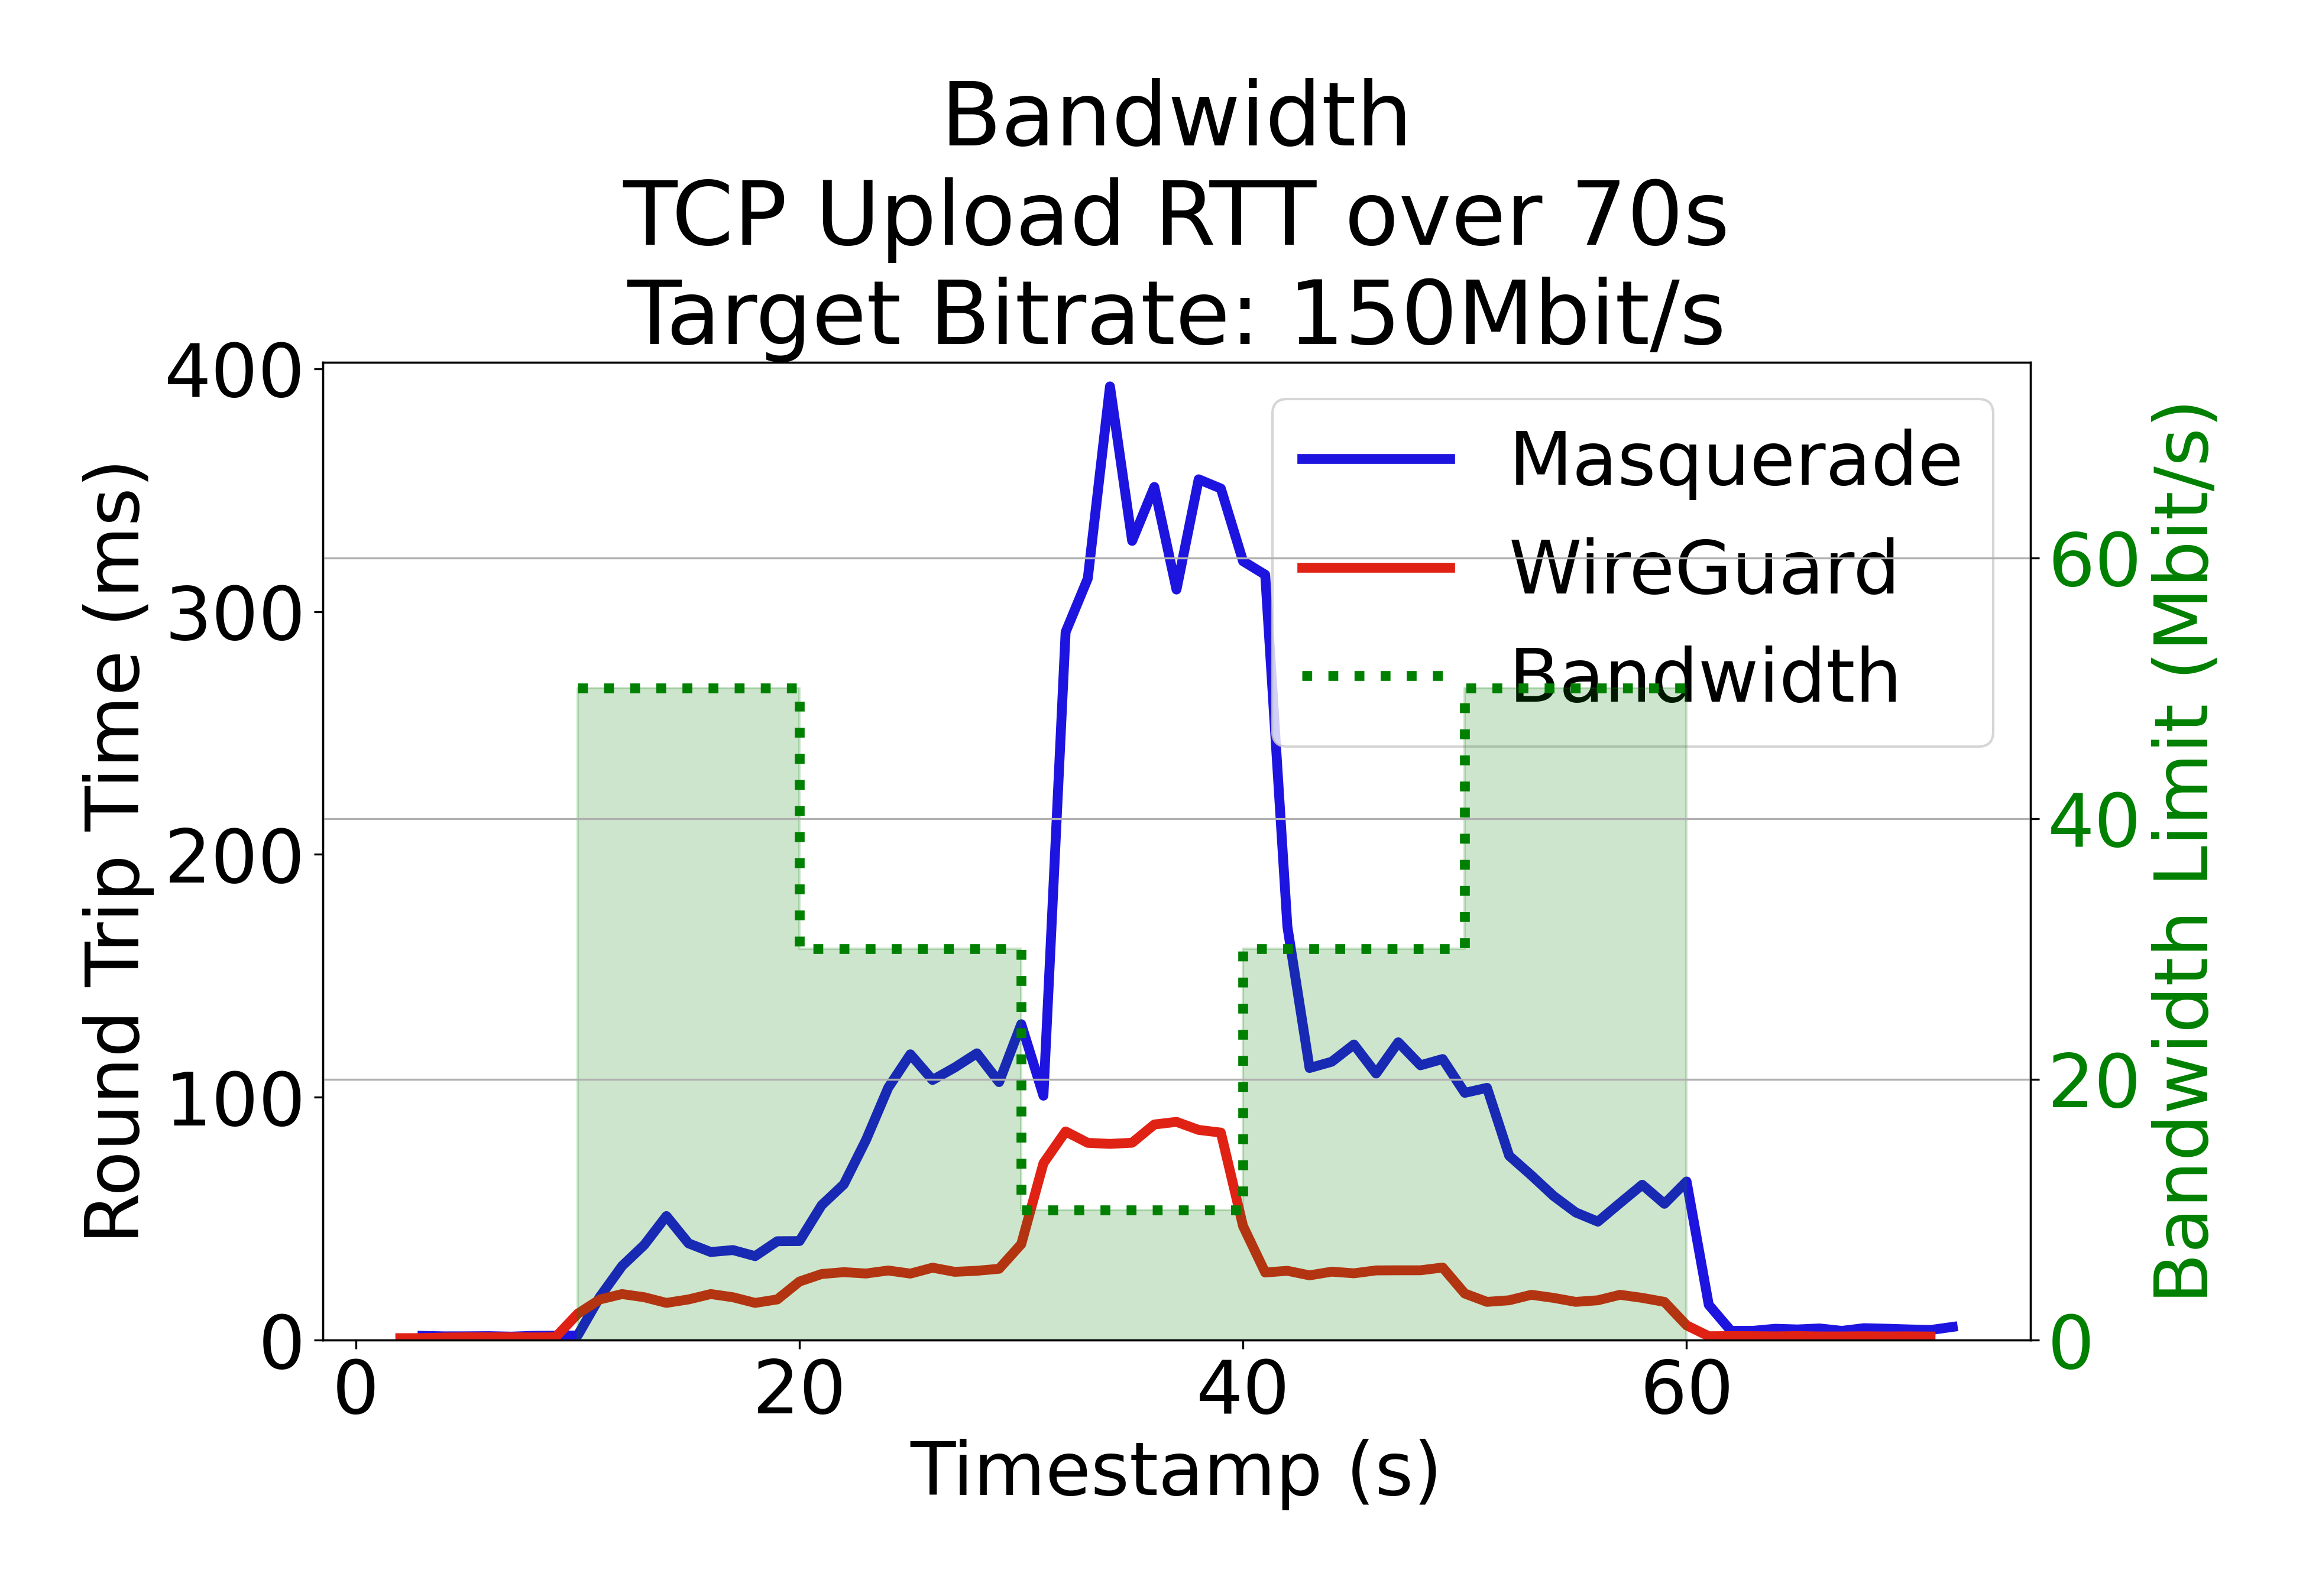 Bandwidth
TCP Upload RTT over 70s
Target Bitrate: 150Mbit/s
Round Trip Time (ms)
400
300
200
100
0
Masquerade
WireGuard
Bandwidth
60
40
20
0
Bandwidth Limit (Mbit/s)
0 20 40 60
Timestamp (s)